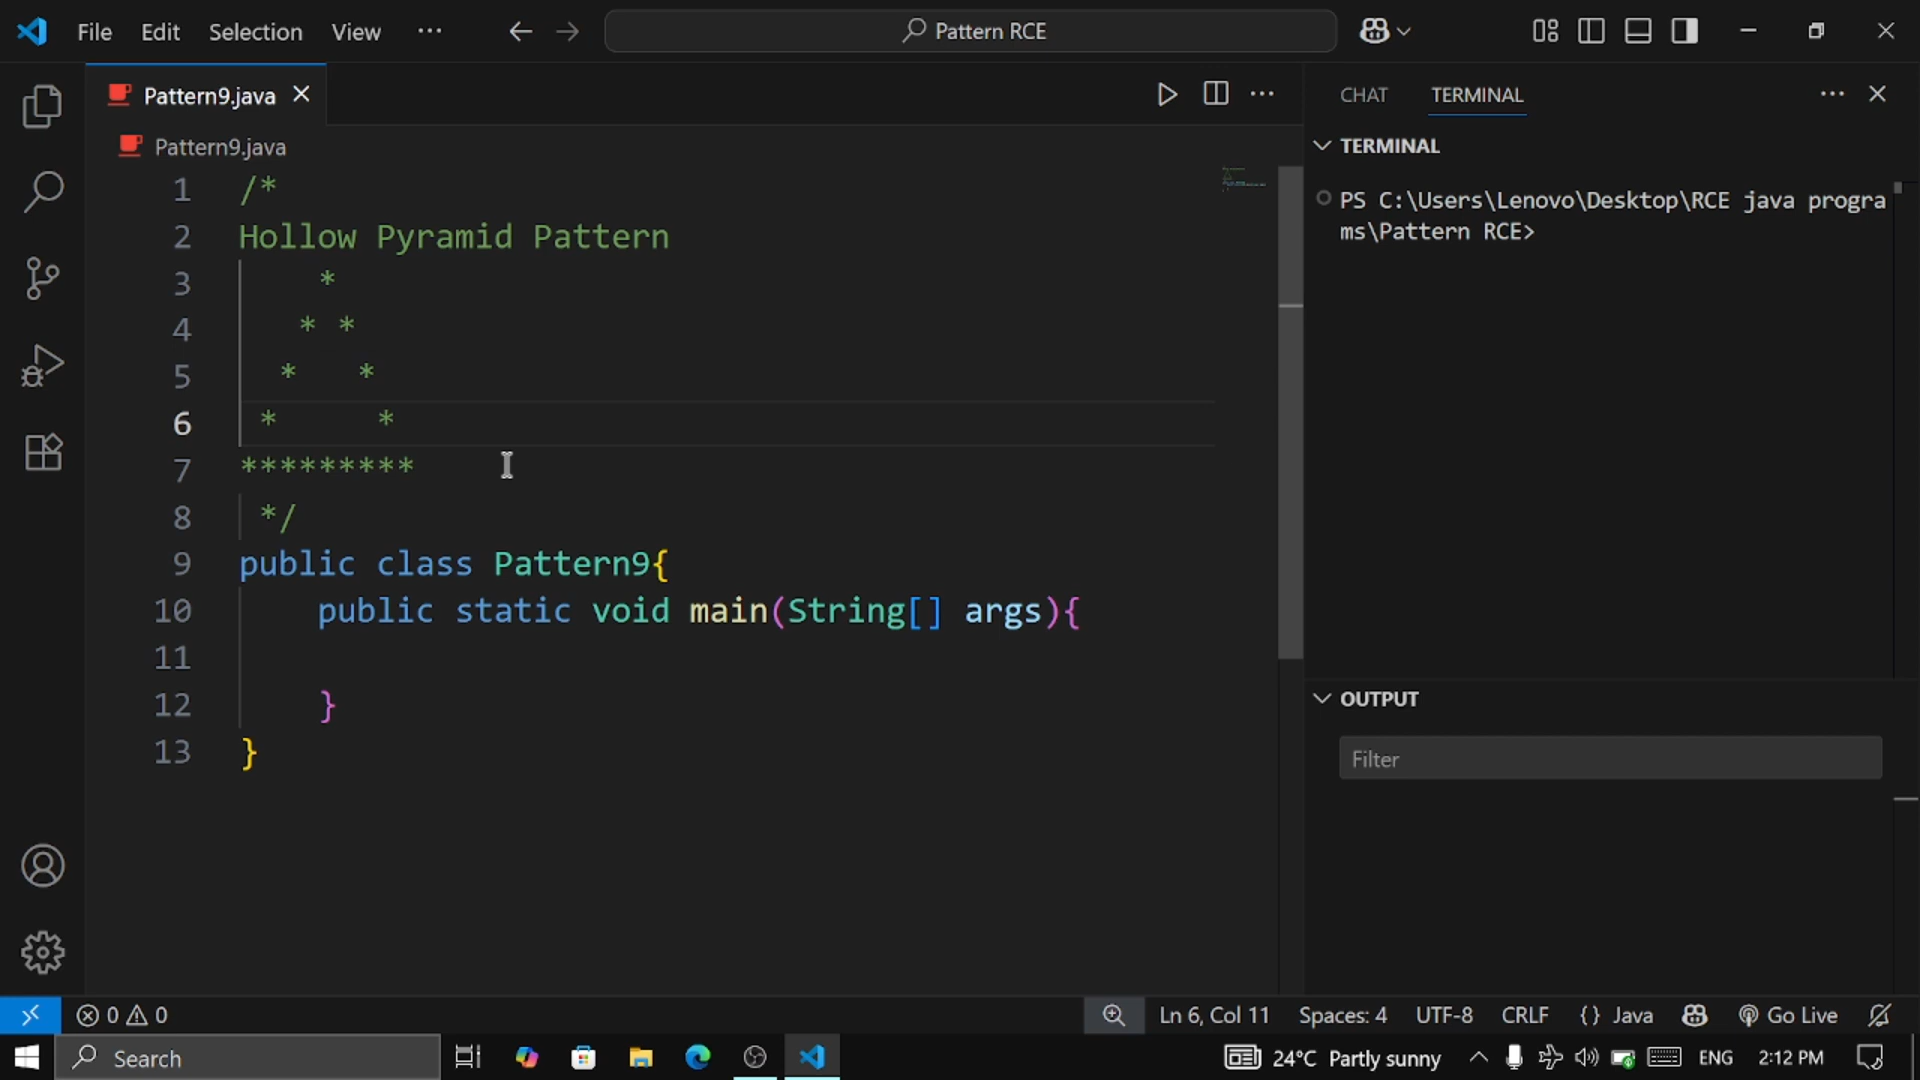 File Edit Selection View ··· Pattern RCE
Pattern9.java
CHAT TERMINAL
Pattern9.java
TERMINAL
1 /*
2 Hollow Pyramid Pattern
3     *
4    * *
5   *   *
6  *     *
7 *********
8  */
9 public class Pattern9{
10     public static void main(String[] args){
11
12     }
13 }
PS C:\Users\Lenovo\Desktop\RCE java progra
ms\Pattern RCE>
OUTPUT
Filter
0 0 Ln 6, Col 11 Spaces: 4 UTF-8 CRLF {} Java Go Live
Search 24°C Partly sunny ENG 2:12 PM